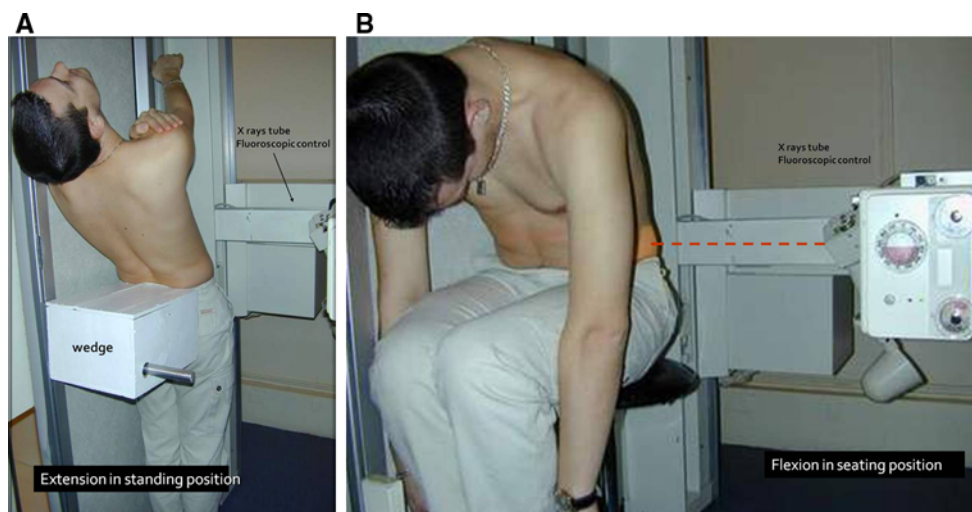 A
B
X rays tube
Fluoroscopic control
wedge
Extension in standing position
X rays tube
Fluoroscopic control
Flexion in seating position